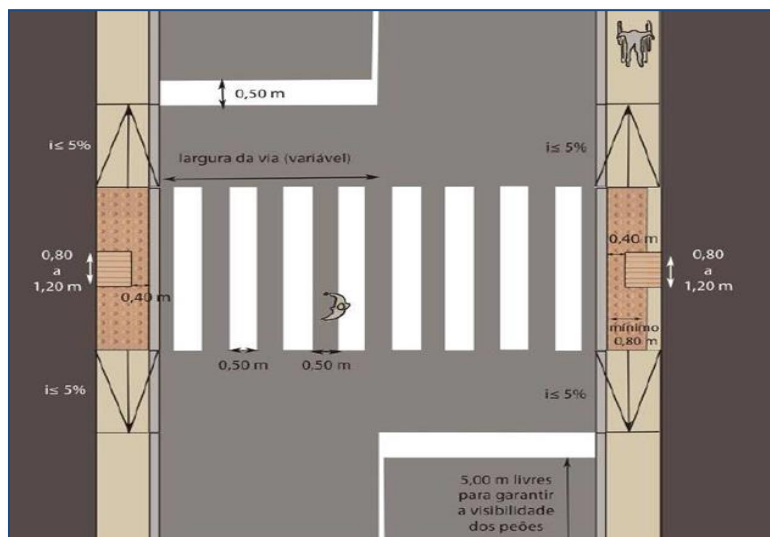 0,50 m
i≤ 5%
largura da via (variável)
i≤ 5%
0,80
a
1,20 m
0,40 m
0,40 m
0,80
a
1,20 m
mínimo
0,80m
0,50 m
0,50 m
i≤ 5%
i≤ 5%
5,00 m livres
para garantir
a visibilidade
dos peões